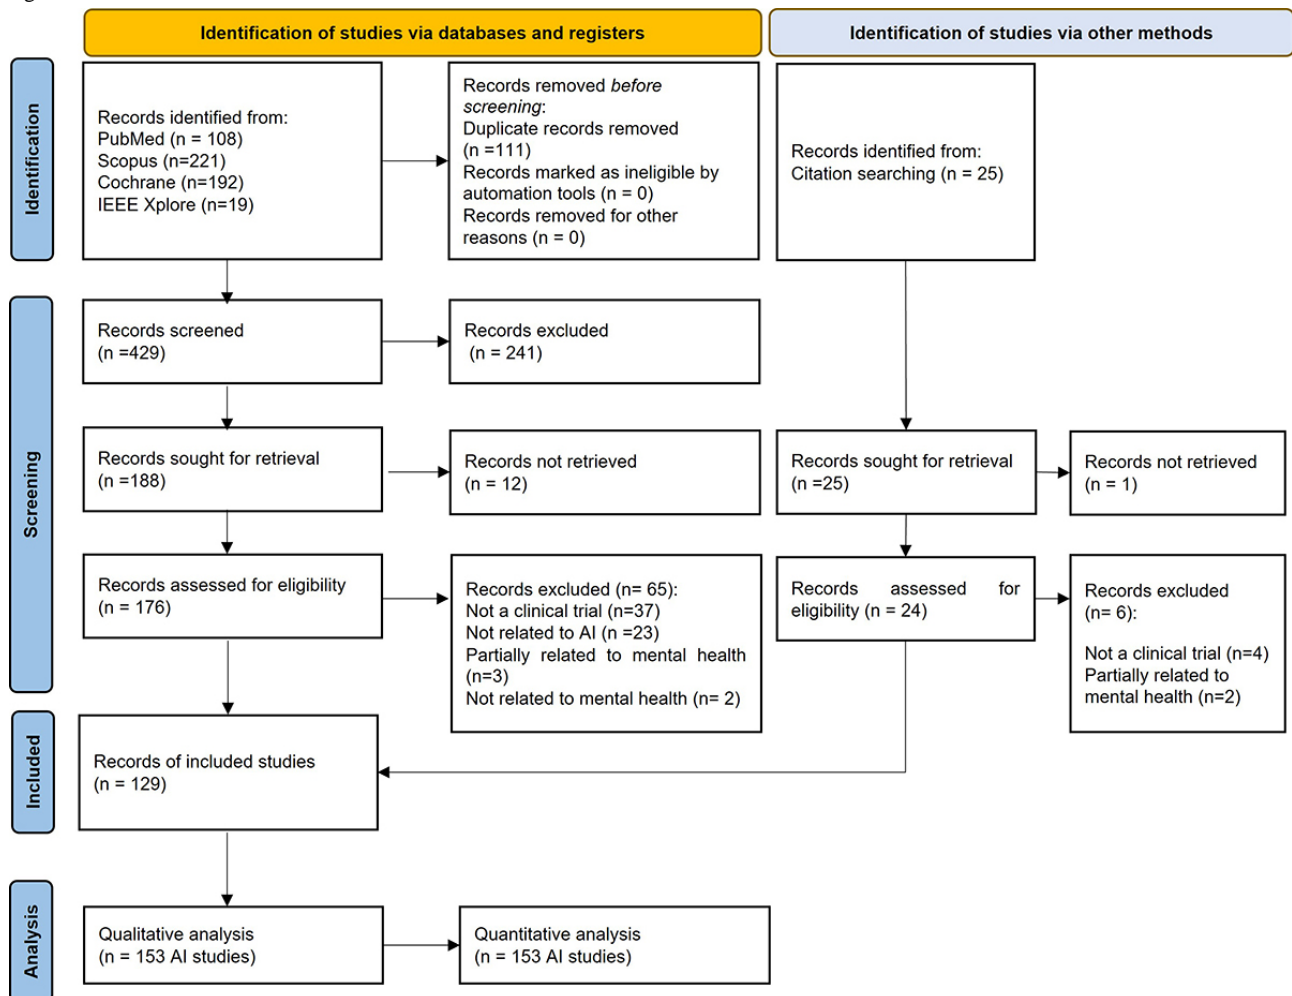 Identification of studies via databases and registers
Identification of studies via other methods
Identification
Records identified from:
PubMed (n = 108)
Scopus (n=221)
Cochrane (n=192)
IEEE Xplore (n=19)
Records removed before
screening:
Duplicate records removed
(n =111)
Records marked as ineligible by
automation tools (n = 0)
Records removed for other
reasons (n = 0)
Records identified from:
Citation searching (n = 25)
Screening
Records screened
(n =429)
Records excluded
(n = 241)
Records sought for retrieval
(n =188)
Records not retrieved
(n = 12)
Records sought for retrieval
(n =25)
Records not retrieved
(n = 1)
Records assessed for eligibility
(n = 176)
Records excluded (n= 65):
Not a clinical trial (n=37)
Not related to AI (n =23)
Partially related to mental health
(n=3)
Not related to mental health (n= 2)
Records assessed for
eligibility (n = 24)
Records excluded
(n= 6):
Not a clinical trial (n=4)
Partially related to
mental health (n=2)
Included
Records of included studies
(n = 129)
Analysis
Qualitative analysis
(n = 153 AI studies)
Quantitative analysis
(n = 153 AI studies)